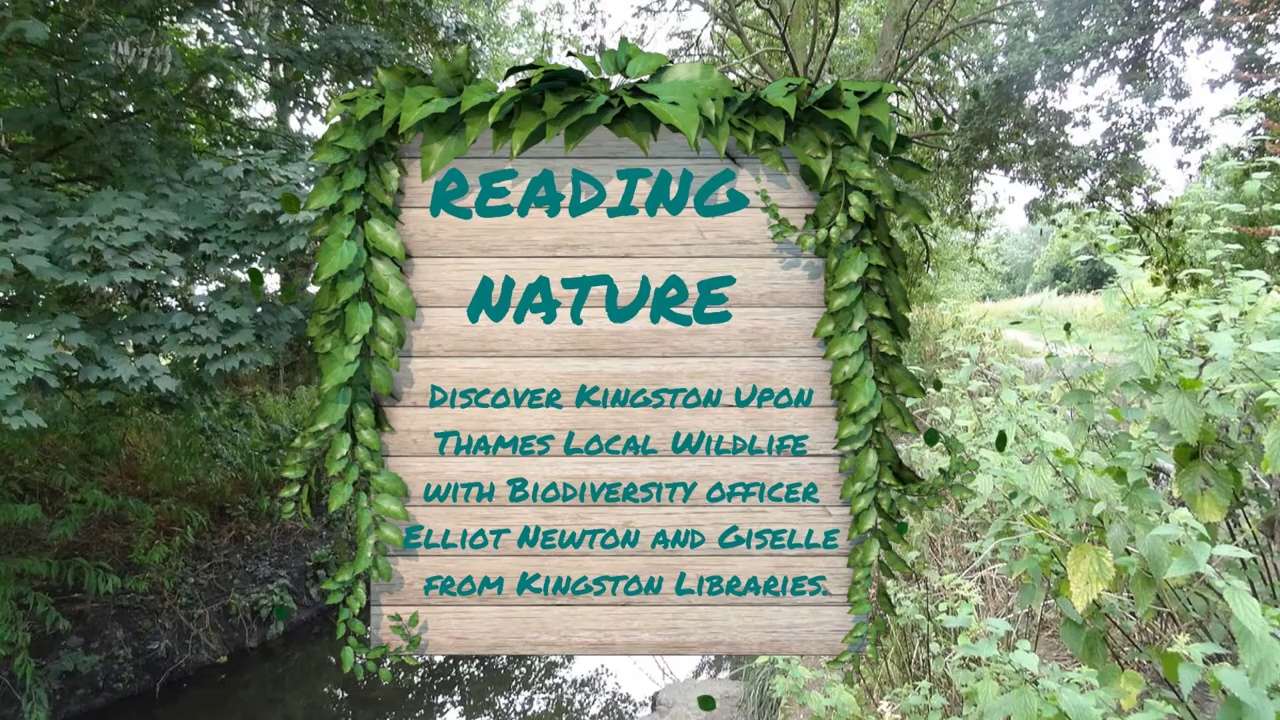 READING
NATURE
DISCOVER KINGSTON UPON
THAMES LOCAL WILDLIFE
WITH BIODIVERSITY OFFICER
ELLIOT NEWTON AND GISELLE
FROM KINGSTON LIBRARIES.